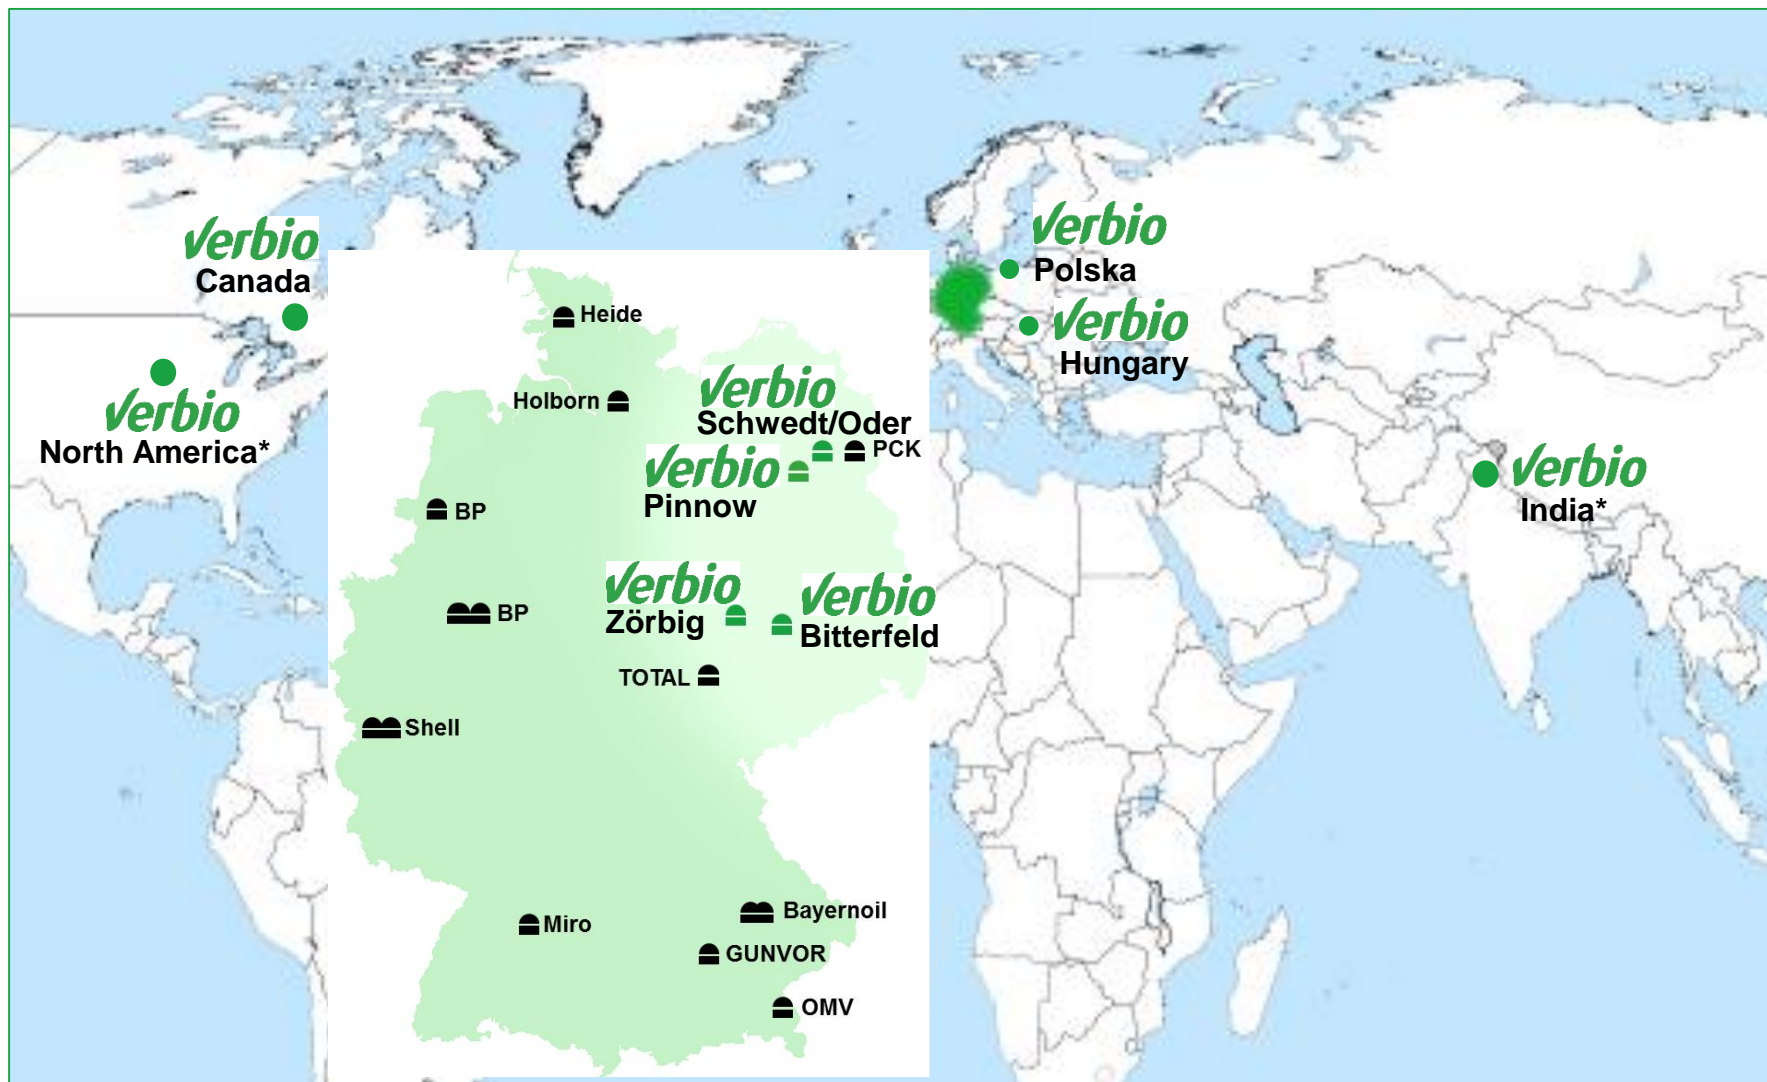 Verbio
Canada
Verbio
North America*
Heide
Holborn
Verbio
Schwedt/Oder
PCK
Verbio
Pinnow
BP
BP
Verbio
Zörbig
Verbio
Bitterfeld
TOTAL
Shell
Bayernoil
Miro
GUNVOR
OMV
Verbio
Polska
Verbio
Hungary
Verbio
India*